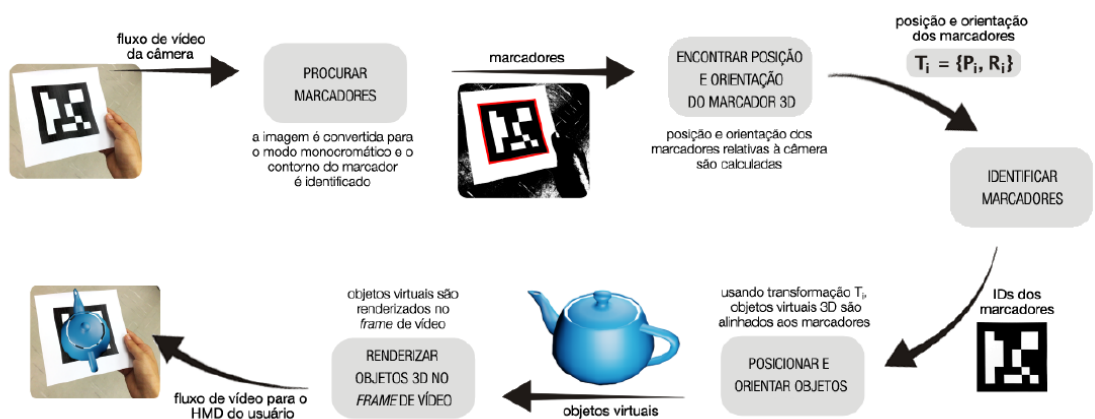 fluxo de vídeo
da câmera
PROCURAR
MARCADORES
a imagem é convertida para
o modo monocromático e o
contorno do marcador
é identificado
marcadores
ENCONTRAR POSIÇÃO
E ORIENTAÇÃO
DO MARCADOR 3D
posição e orientação dos
marcadores relativas à câmera
são calculadas
posição e orientação
dos marcadores
Tᵢ = {Pᵢ, Rᵢ}
IDENTIFICAR
MARCADORES
IDs dos
marcadores
usando transformação Tᵢ,
objetos virtuais 3D são
alinhados aos marcadores
POSICIONAR E
ORIENTAR OBJETOS
objetos virtuais
objetos virtuais são
renderizados no
frame de vídeo
RENDERIZAR
OBJETOS 3D NO
FRAME DE VÍDEO
fluxo de vídeo para o
HMD do usuário